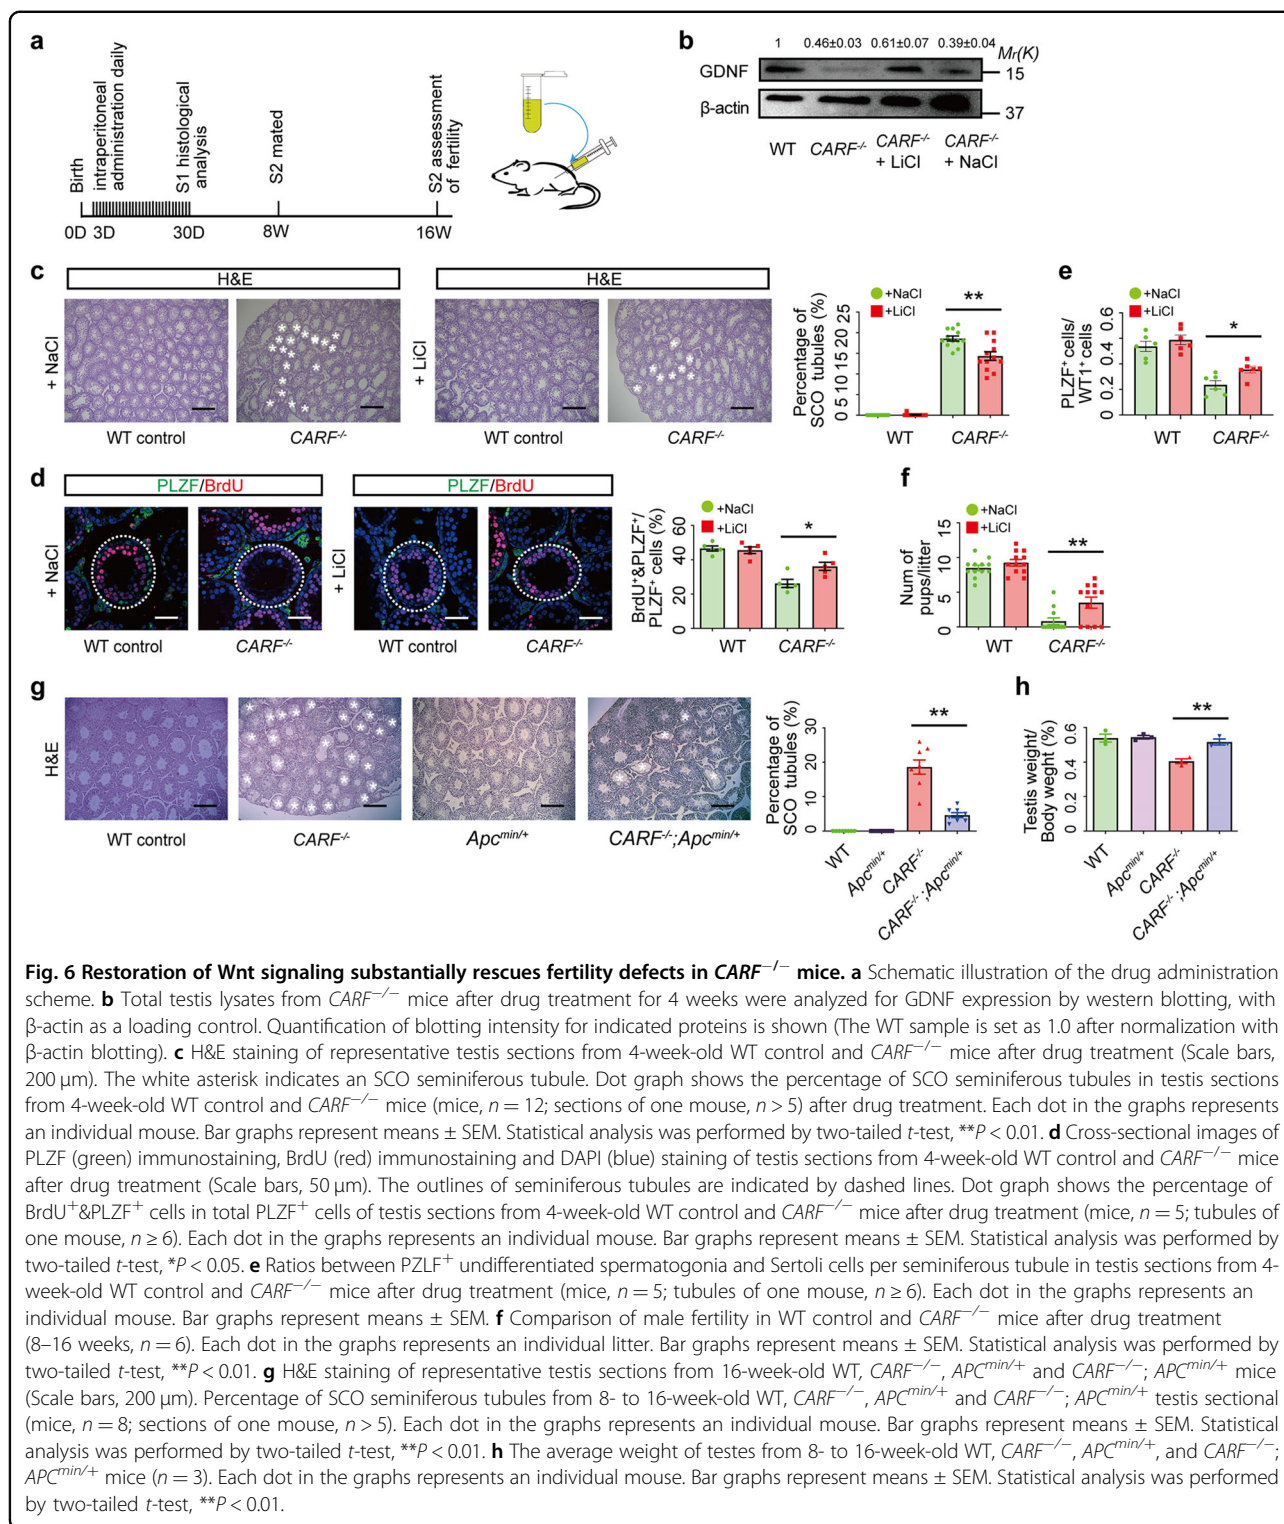 a
Birth
intraperitoneal
administration daily
S1 histological
analysis
S2 mated
S2 assessment
of fertility
0D 3D 30D 8W 16W
b
1 0.46±0.03 0.61±0.07 0.39±0.04
Mr(K)
GDNF
15
β-actin
37
WT CARF-/- CARF-/- + LiCl CARF-/- + NaCl
c
H&E
H&E
+ NaCl
+ LiCl
WT control CARF-/- WT control CARF-/-
Percentage of
SCO tubules (%)
0 5 10 15 20 25
+NaCl
+LiCl
**
WT CARF-/-
e
PLZF+ cells/
WT1+ cells
0 0.2 0.4 0.6
+NaCl
+LiCl
*
WT CARF-/-
d
PLZF/BrdU
PLZF/BrdU
+ NaCl
+ LiCl
WT control CARF-/- WT control CARF-/-
BrdU+&PLZF+/
PLZF+ cells (%)
0 20 40 60
+NaCl
+LiCl
*
WT CARF-/-
f
Num of
pups/litter
0 5 10 15
+NaCl
+LiCl
**
WT CARF-/-
g
H&E
WT control CARF-/- Apcmin/+ CARF-/-;Apcmin/+
Percentage of
SCO tubules (%)
0 10 20 30
**
WT Apcmin/+ CARF-/- CARF-/-;Apcmin/+
h
Testis weight/
Body weght (%)
0 0.2 0.4 0.6
**
WT Apcmin/+ CARF-/- CARF-/-;Apcmin/+
Fig. 6 Restoration of Wnt signaling substantially rescues fertility defects in CARF−/− mice. a Schematic illustration of the drug administration
scheme. b Total testis lysates from CARF−/− mice after drug treatment for 4 weeks were analyzed for GDNF expression by western blotting, with
β-actin as a loading control. Quantification of blotting intensity for indicated proteins is shown (The WT sample is set as 1.0 after normalization with
β-actin blotting). c H&E staining of representative testis sections from 4-week-old WT control and CARF−/− mice after drug treatment (Scale bars,
200 μm). The white asterisk indicates an SCO seminiferous tubule. Dot graph shows the percentage of SCO seminiferous tubules in testis sections
from 4-week-old WT control and CARF−/− mice (mice, n = 12; sections of one mouse, n > 5) after drug treatment. Each dot in the graphs represents
an individual mouse. Bar graphs represent means ± SEM. Statistical analysis was performed by two-tailed t-test, **P < 0.01. d Cross-sectional images of
PLZF (green) immunostaining, BrdU (red) immunostaining and DAPI (blue) staining of testis sections from 4-week-old WT control and CARF−/− mice
after drug treatment (Scale bars, 50 μm). The outlines of seminiferous tubules are indicated by dashed lines. Dot graph shows the percentage of
BrdU+&PLZF+ cells in total PLZF+ cells of testis sections from 4-week-old WT control and CARF−/− mice after drug treatment (mice, n = 5; tubules of
one mouse, n ≥ 6). Each dot in the graphs represents an individual mouse. Bar graphs represent means ± SEM. Statistical analysis was performed by
two-tailed t-test, *P < 0.05. e Ratios between PZLF+ undifferentiated spermatogonia and Sertoli cells per seminiferous tubule in testis sections from 4-
week-old WT control and CARF−/− mice after drug treatment (mice, n = 5; tubules of one mouse, n ≥ 6). Each dot in the graphs represents an
individual mouse. Bar graphs represent means ± SEM. f Comparison of male fertility in WT control and CARF−/− mice after drug treatment
(8–16 weeks, n = 6). Each dot in the graphs represents an individual litter. Bar graphs represent means ± SEM. Statistical analysis was performed by
two-tailed t-test, **P < 0.01. g H&E staining of representative testis sections from 16-week-old WT, CARF−/−, APCmin/+ and CARF−/−; APCmin/+ mice
(Scale bars, 200 μm). Percentage of SCO seminiferous tubules from 8- to 16-week-old WT, CARF−/−, APCmin/+ and CARF−/−; APCmin/+ testis sectional
(mice, n = 8; sections of one mouse, n > 5). Each dot in the graphs represents an individual mouse. Bar graphs represent means ± SEM. Statistical
analysis was performed by two-tailed t-test, **P < 0.01. h The average weight of testes from 8- to 16-week-old WT, CARF−/−, APCmin/+, and CARF−/−;
APCmin/+ mice (n = 3). Each dot in the graphs represents an individual mouse. Bar graphs represent means ± SEM. Statistical analysis was performed
by two-tailed t-test, **P < 0.01.